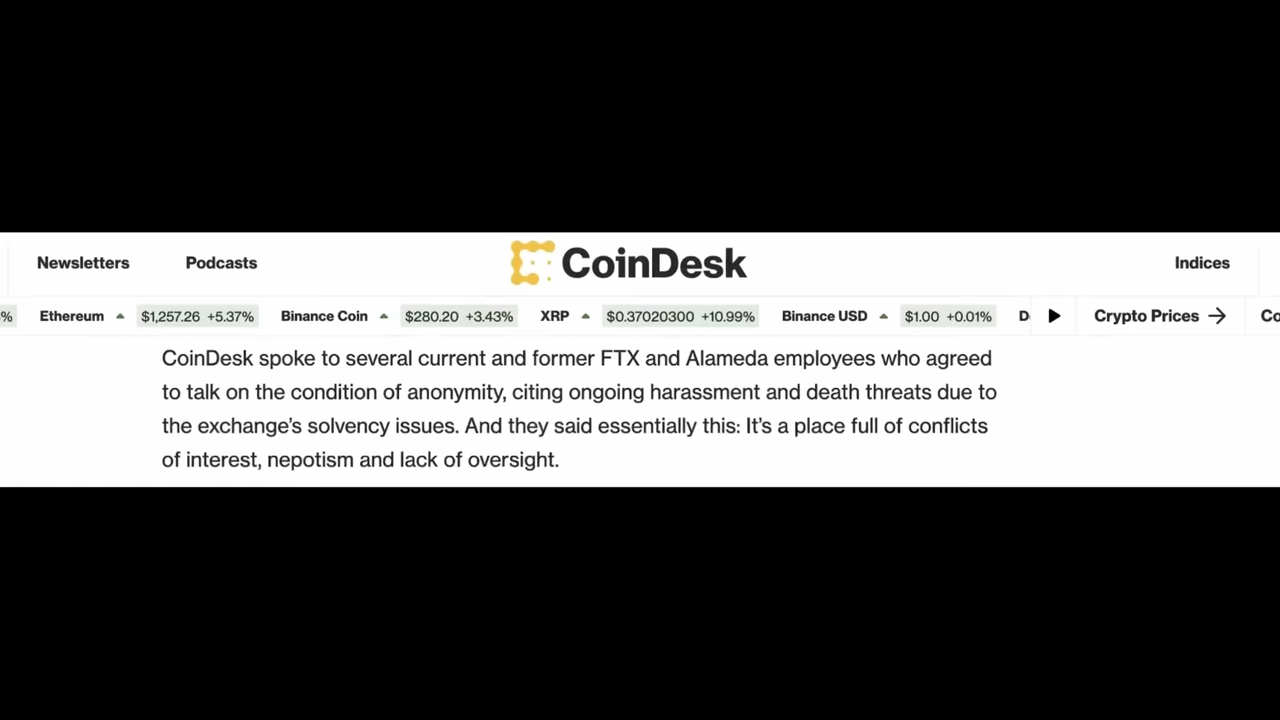 Newsletters Podcasts CoinDesk Indices
% Ethereum $1,257.26 +5.37% Binance Coin $280.20 +3.43% XRP $0.37020300 +10.99% Binance USD $1.00 +0.01% D Crypto Prices → Co
CoinDesk spoke to several current and former FTX and Alameda employees who agreed
to talk on the condition of anonymity, citing ongoing harassment and death threats due to
the exchange’s solvency issues. And they said essentially this: It’s a place full of conflicts
of interest, nepotism and lack of oversight.